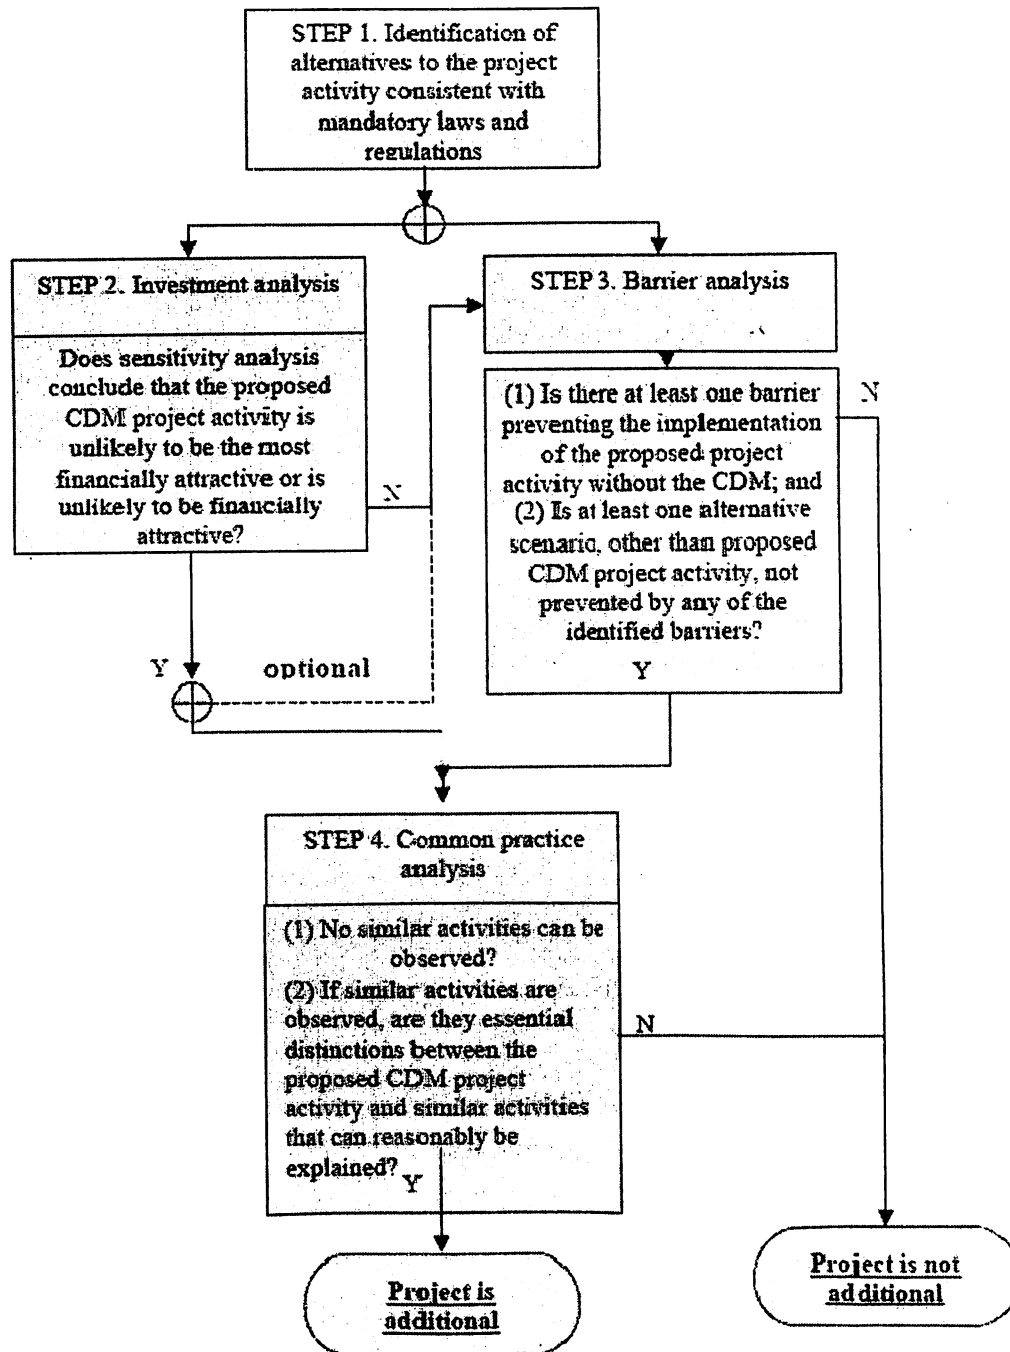 STEP 1. Identification of
alternatives to the project
activity consistent with
mandatory laws and
regulations
STEP 2. Investment analysis
Does sensitivity analysis
conclude that the proposed
CDM project activity is
unlikely to be the most
financially attractive or is
unlikely to be financially
attractive?
N
Y
optional
STEP 3. Barrier analysis
(1) Is there at least one barrier
preventing the implementation
of the proposed project
activity without the CDM; and
(2) Is at least one alternative
scenario, other than proposed
CDM project activity, not
prevented by any of the
identified barriers?
Y
N
STEP 4. Common practice
analysis
(1) No similar activities can be
observed?
(2) If similar activities are
observed, are they essential
distinctions between the
proposed CDM project
activity and similar activities
that can reasonably be
explained?
Y
N
Project is
additional
Project is not
additional